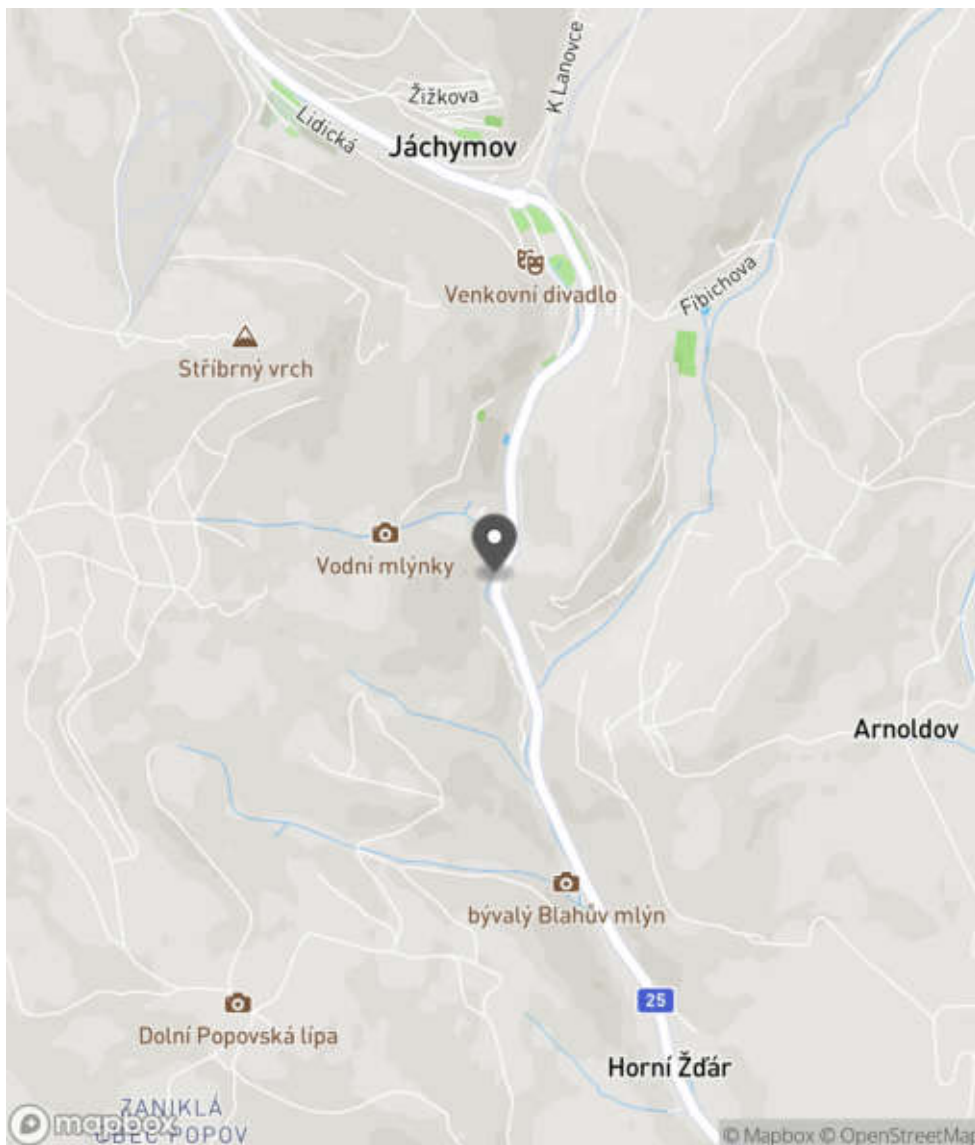 Žižkova
K Lanovce
Lidická
Jáchymov
Venkovní divadlo
Fibichova
Stříbrný vrch
Vodní mlýnky
Arnoldov
bývalý Blahův mlýn
25
Dolní Popovská lípa
Horní Žďár
ZANIKLÁ
OBEC POPOV
mapbox
© Mapbox © OpenStreetMap